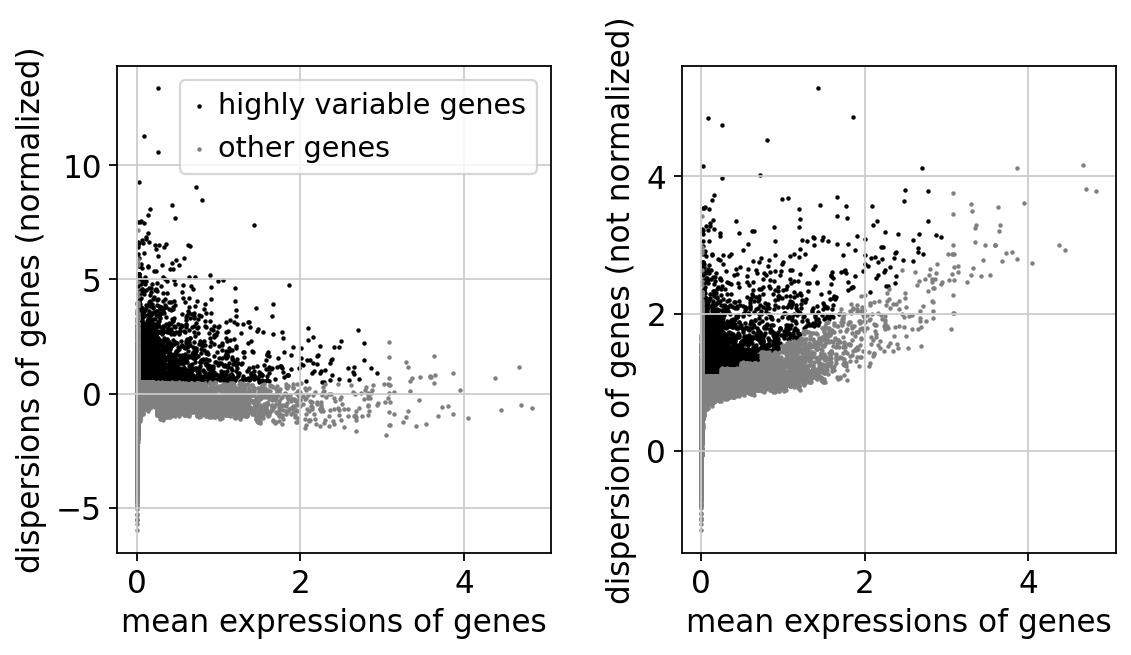 dispersions of genes (normalized)
10
5
0
−5
0 2 4
mean expressions of genes
highly variable genes
other genes
dispersions of genes (not normalized)
4
2
0
0 2 4
mean expressions of genes